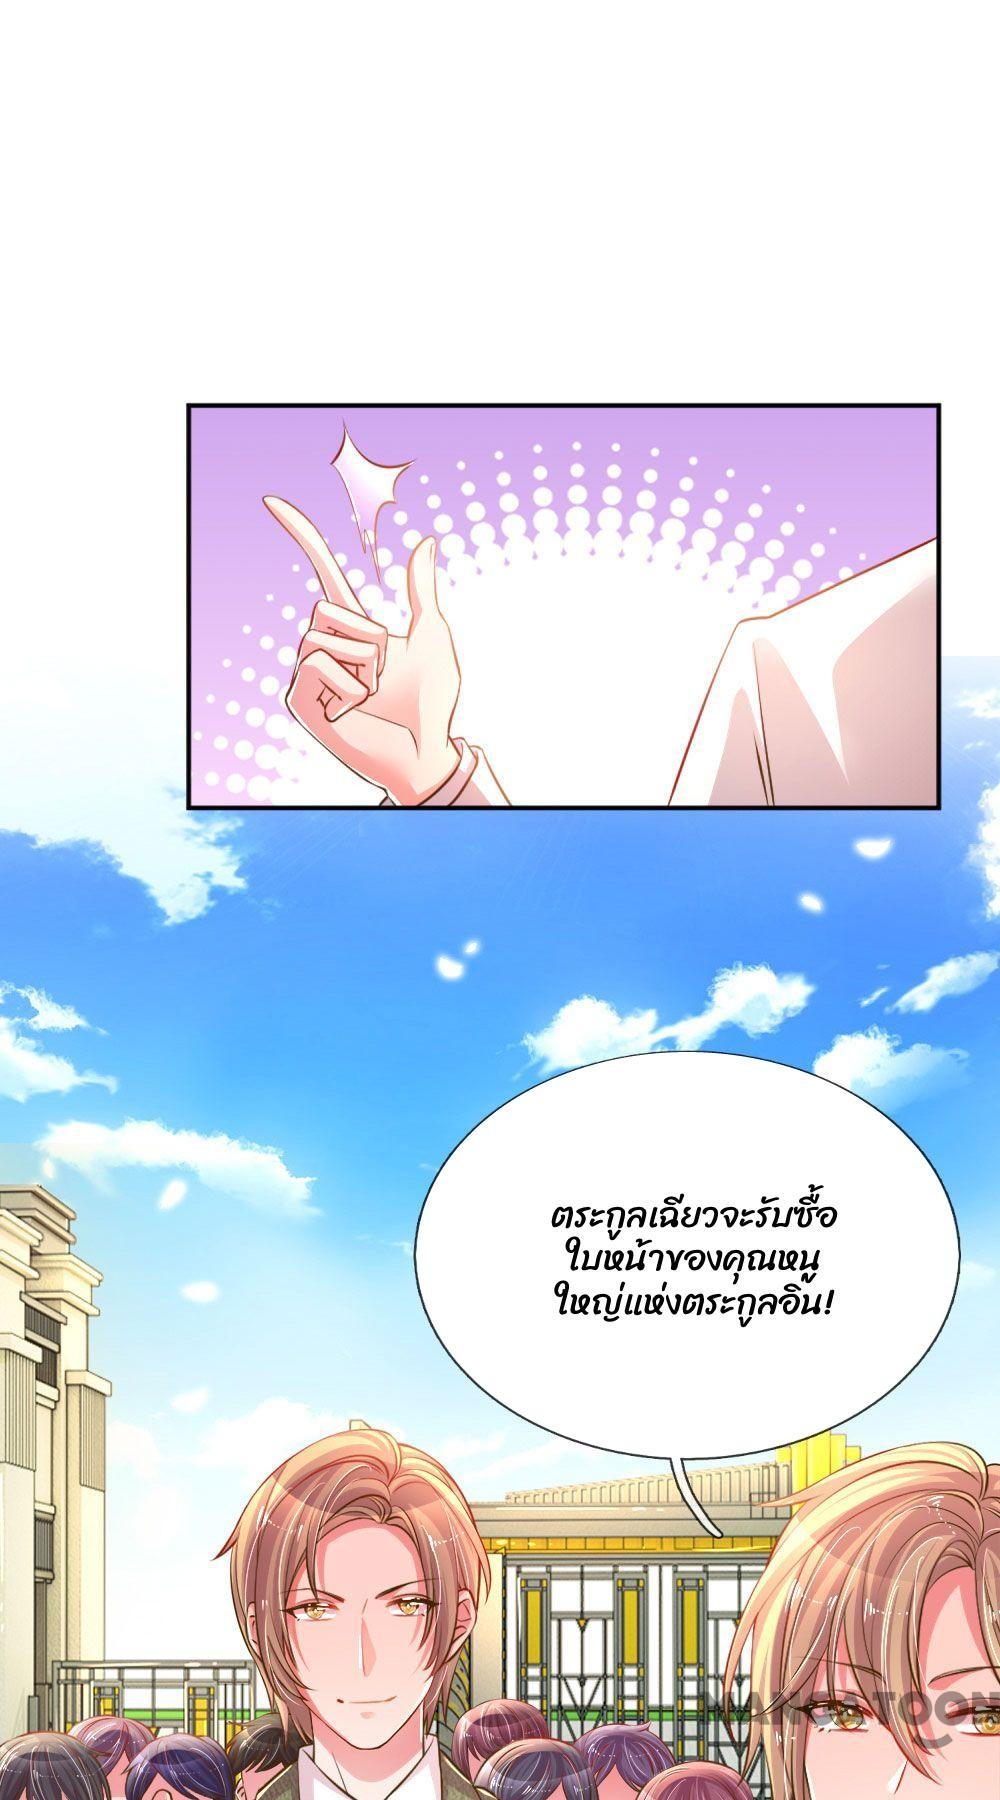 ตระกูลเฉียวจะรับซื้อ
ใบหน้าของคุณหนู
ใหญ่แห่งตระกูลอิ๋น!
MANGATOON